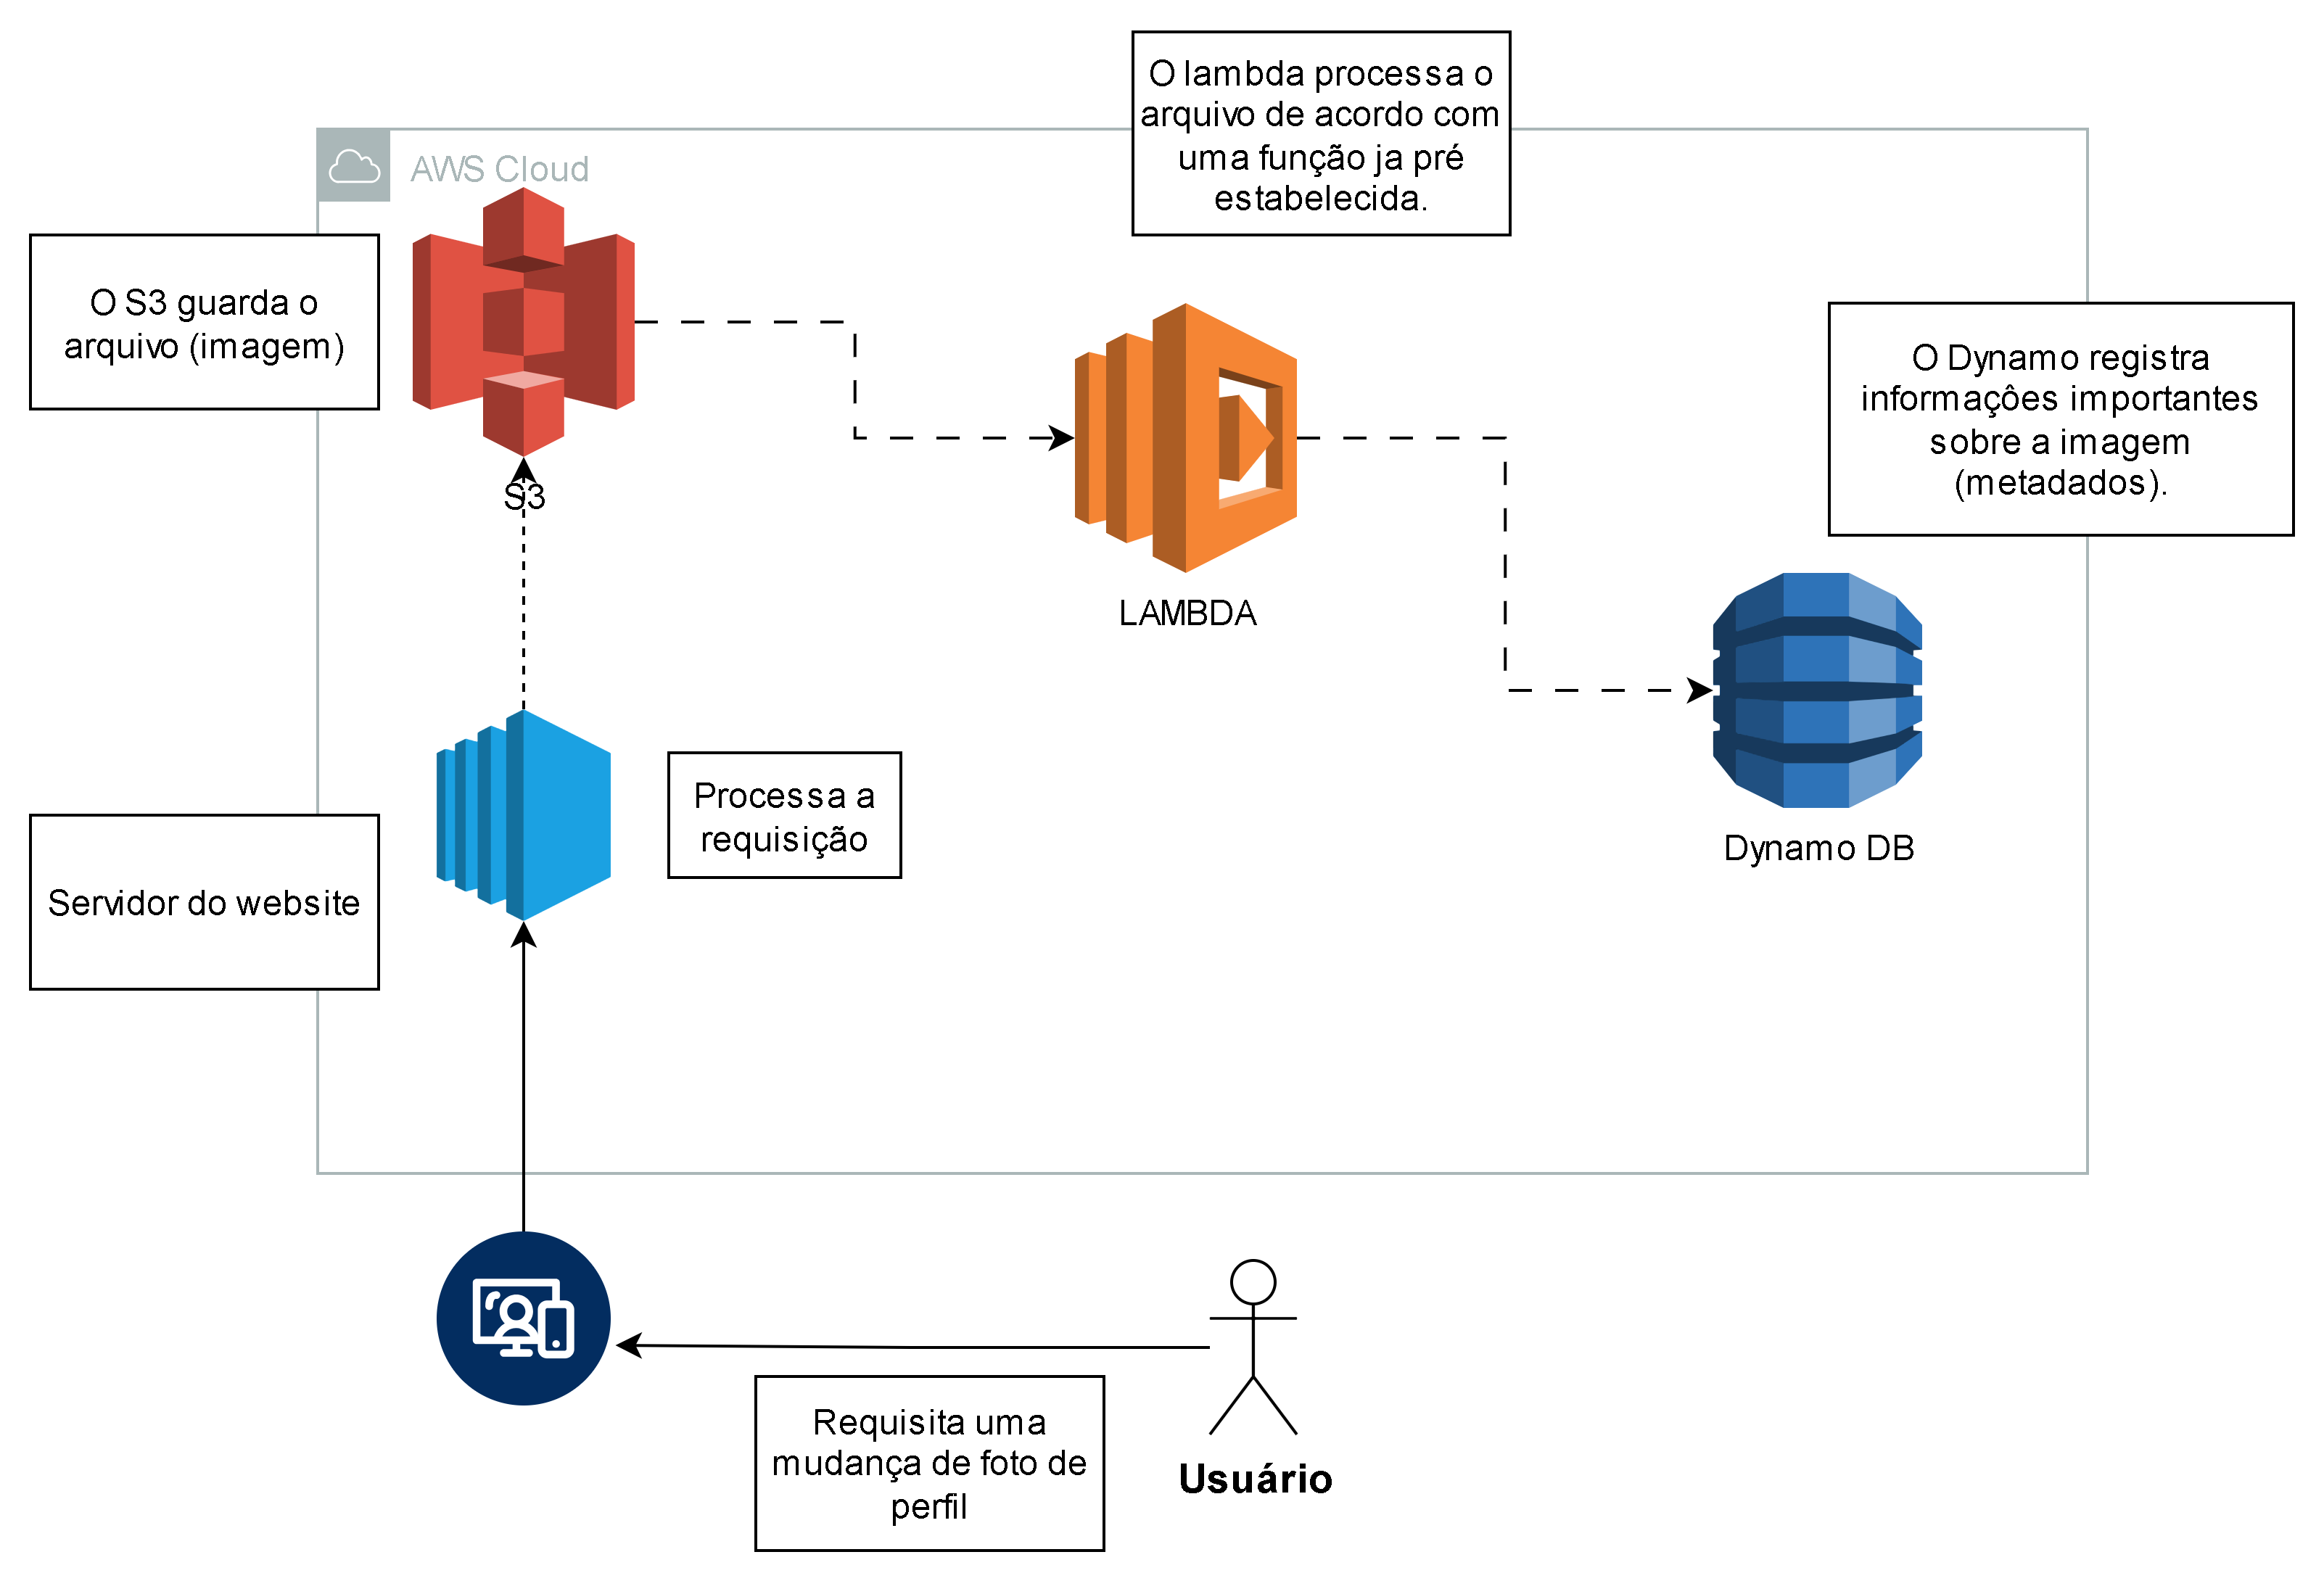 O lambda processa o
arquivo de acordo com
uma função ja pré
estabelecida.
AWS Cloud
O S3 guarda o
arquivo (imagem)
O Dynamo registra
informaçôes importantes
sobre a imagem
(metadados).
S3
LAMBDA
Processa a
requisição
Dynamo DB
Servidor do website
Requisita uma
mudança de foto de
perfil
Usuário